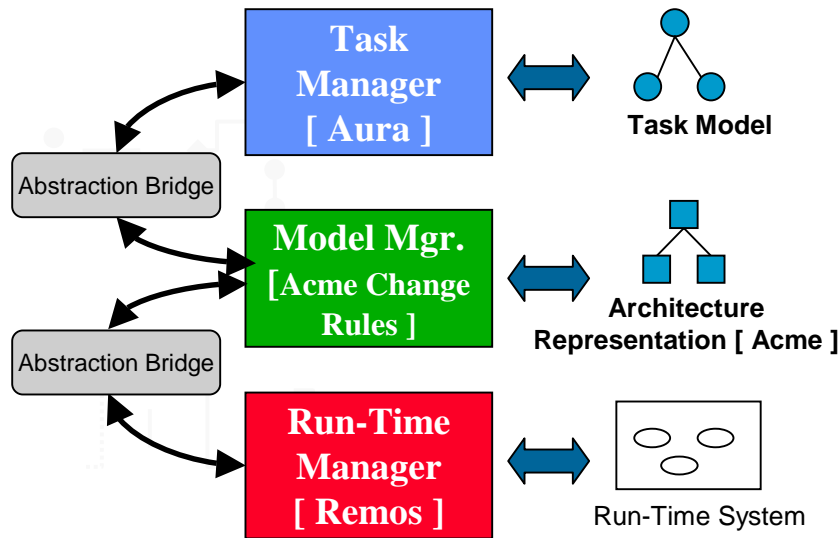 Task
Manager
[ Aura ]
Task Model
Abstraction Bridge
Model Mgr.
[Acme Change
Rules ]
Architecture
Representation [ Acme ]
Abstraction Bridge
Run-Time
Manager
[ Remos ]
Run-Time System